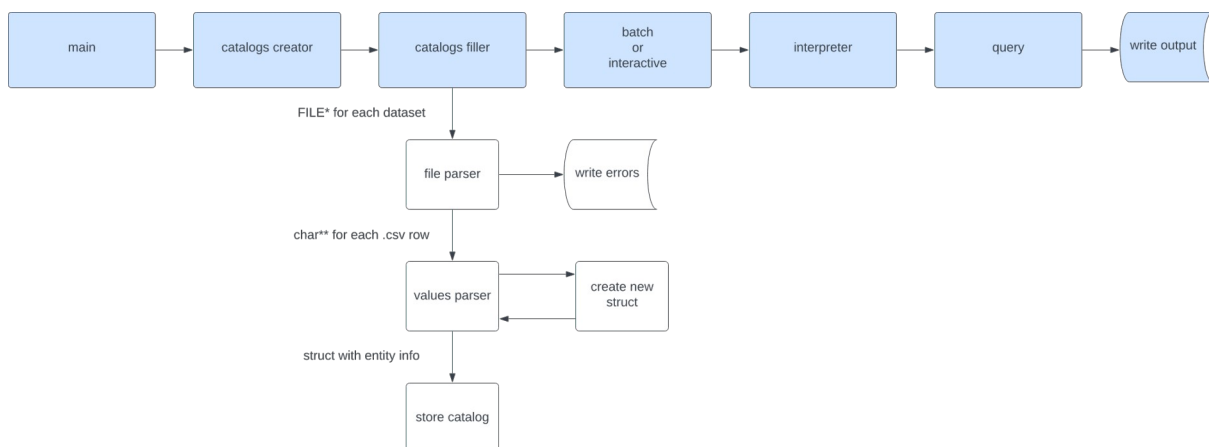 main
catalogs creator
catalogs filler
batch
or
interactive
interpreter
query
write output
FILE* for each dataset
file parser
write errors
char** for each .csv row
values parser
create new
struct
struct with entity info
store catalog